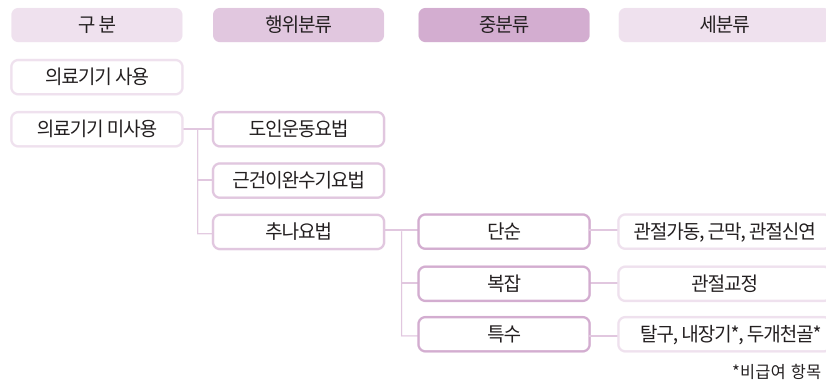 구 분 행위분류 중분류 세분류
의료기기 사용
의료기기 미사용 도인운동요법
근건이완수기요법
추나요법 단순 관절가동, 근막, 관절신연
복잡 관절교정
특수 탈구, 내장기*, 두개천골*
*비급여 항목